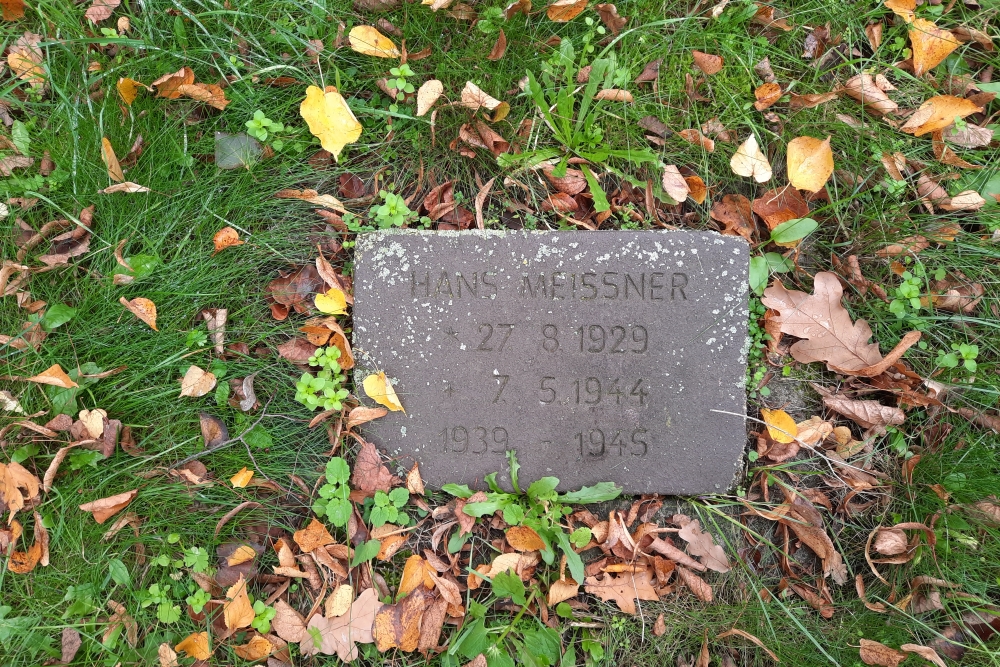 HANS MEISSNER
* 27 8 1929
+ 7. 5.1944
1939 - 1945